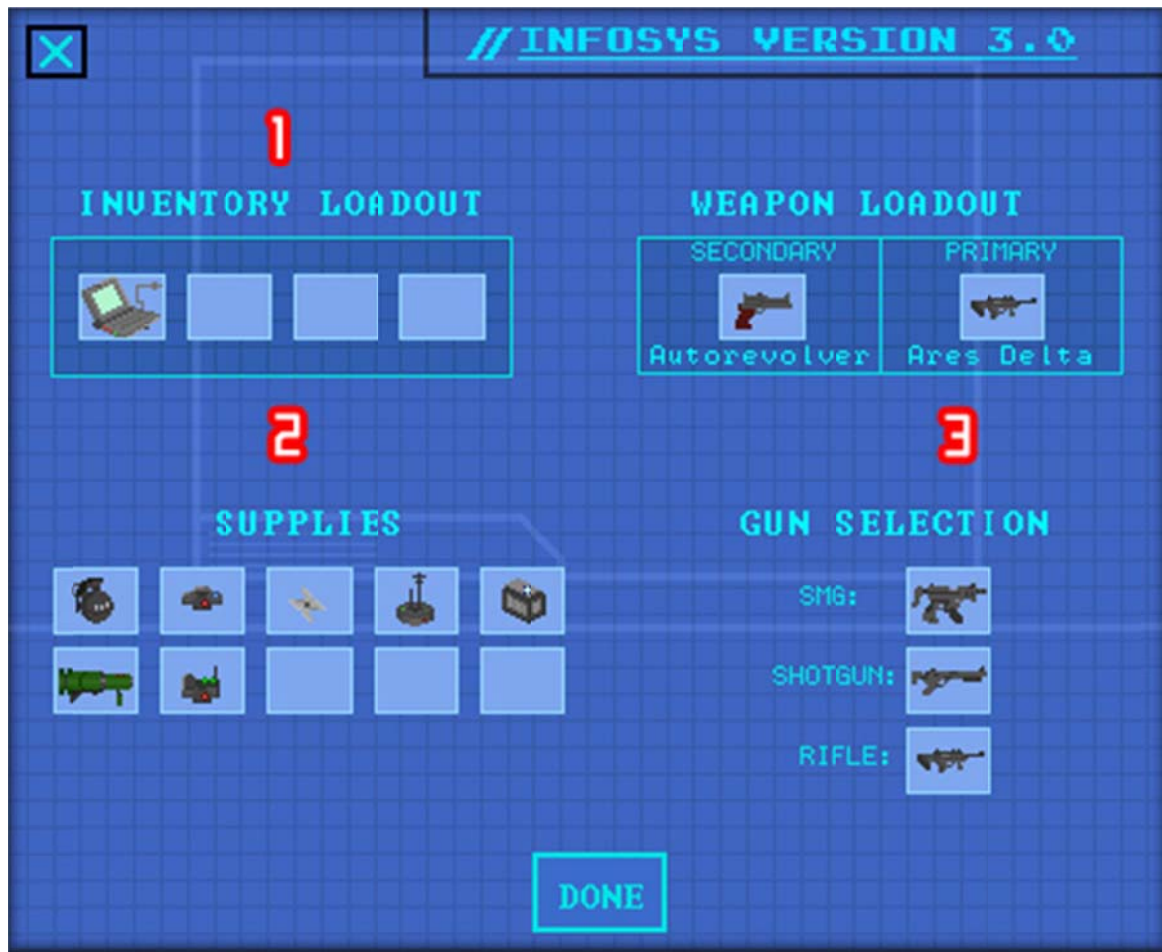 //INFOSYS VERSION 3.0
1
INVENTORY LOADOUT
WEAPON LOADOUT
SECONDARY
PRIMARY
Autorevolver
Ares Delta
2
3
SUPPLIES
GUN SELECTION
SMG:
SHOTGUN:
RIFLE:
DONE